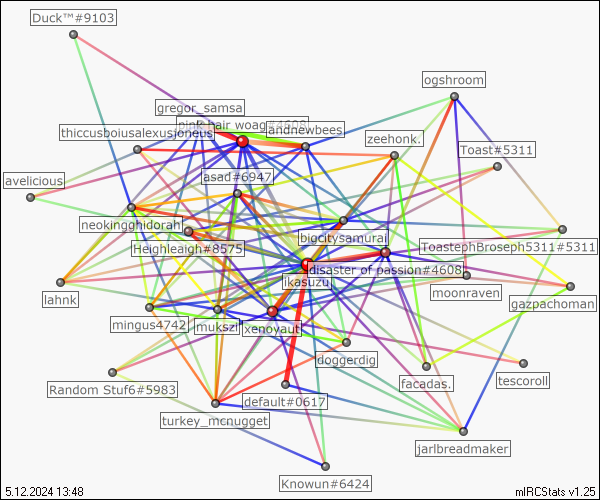 Duck™#9103
ogshroom
gregor_samsa
pink hair woag#4608
andnewbees
thiccusboiusalexusjoneus
zeehonk.
Toast#5311
asad#6947
avelicious
neokingghidorah
bigcitysamurai
Heighleaigh#8575
ToastephBroseph5311#5311
disaster of passion#4608
ikasuzu
moonraven
lahnk
gazpachoman
mingus4742
mukszil
xenoyaut
doggerdig
facadas.
tescoroll
Random Stuf6#5983
default#0617
turkey_mcnugget
jarlbreadmaker
Knowun#6424
5.12.2024 13:48
mIRCStats v1.25